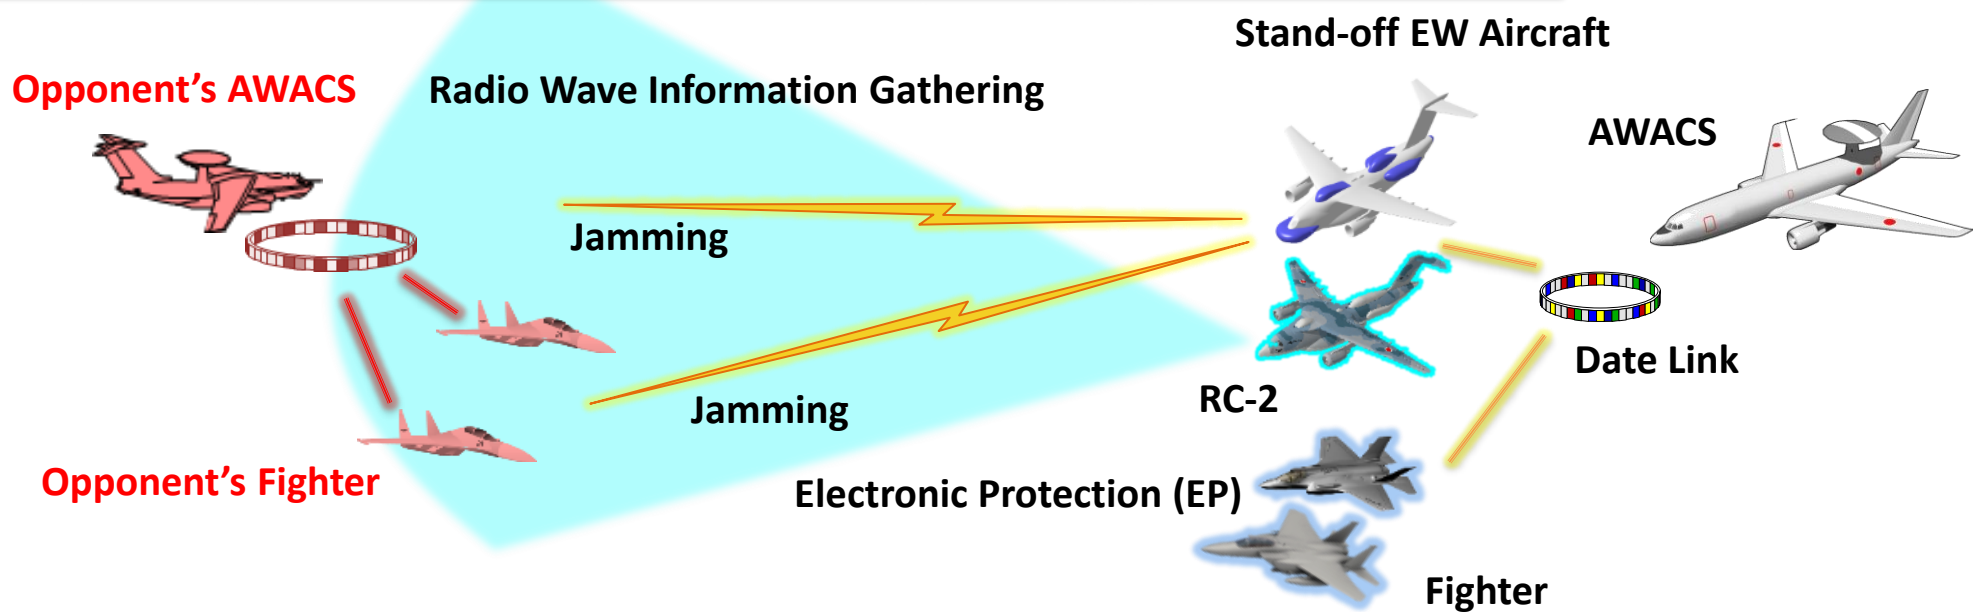 Stand-off EW Aircraft
Opponent’s AWACS
Radio Wave Information Gathering
AWACS
Jamming
Date Link
RC-2
Jamming
Opponent’s Fighter
Electronic Protection (EP)
Fighter